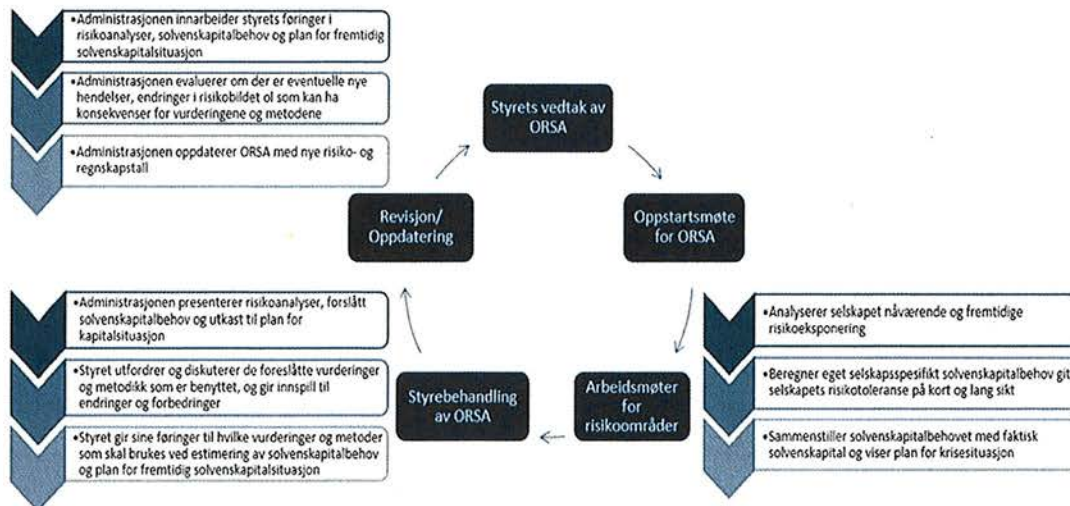 •Administrasjonen innarbeider styrets føringer i
risikoanalyser, solvenskapitalbehov og plan for fremtidig
solvenskapitalsituasjon
•Administrasjonen evaluerer om der er eventuelle nye
hendelser, endringer i risikobildet ol som kan ha
konsekvenser for vurderingene og metodene
•Administrasjonen oppdaterer ORSA med nye risiko- og
regnskapstall
Styrets vedtak av
ORSA
Revisjon/
Oppdatering
Oppstartsmøte
for ORSA
•Administrasjonen presenterer risikoanalyser, forslått
solvenskapitalbehov og utkast til plan for
kapitalsituasjon
•Styret utfordrer og diskuterer de foreslåtte vurderinger
og metodikk som er benyttet, og gir innspill til
endringer og forbedringer
•Styret gir sine føringer til hvilke vurderinger og metoder
som skal brukes ved estimering av solvenskapitalbehov
og plan for fremtidig solvenskapitalsituasjon
Styrebehandling
av ORSA
Arbeidsmøter
for
risikoområder
•Analyserer selskapet nåværende og fremtidige
risikoeksponering
•Beregner eget selskapsspesifikt solvenskapitalbehov git
selskapets risikotoleranse på kort og lang sikt
•Sammenstiller solvenskapitalbehovet med faktisk
solvenskapital og viser plan for krisesituasjon